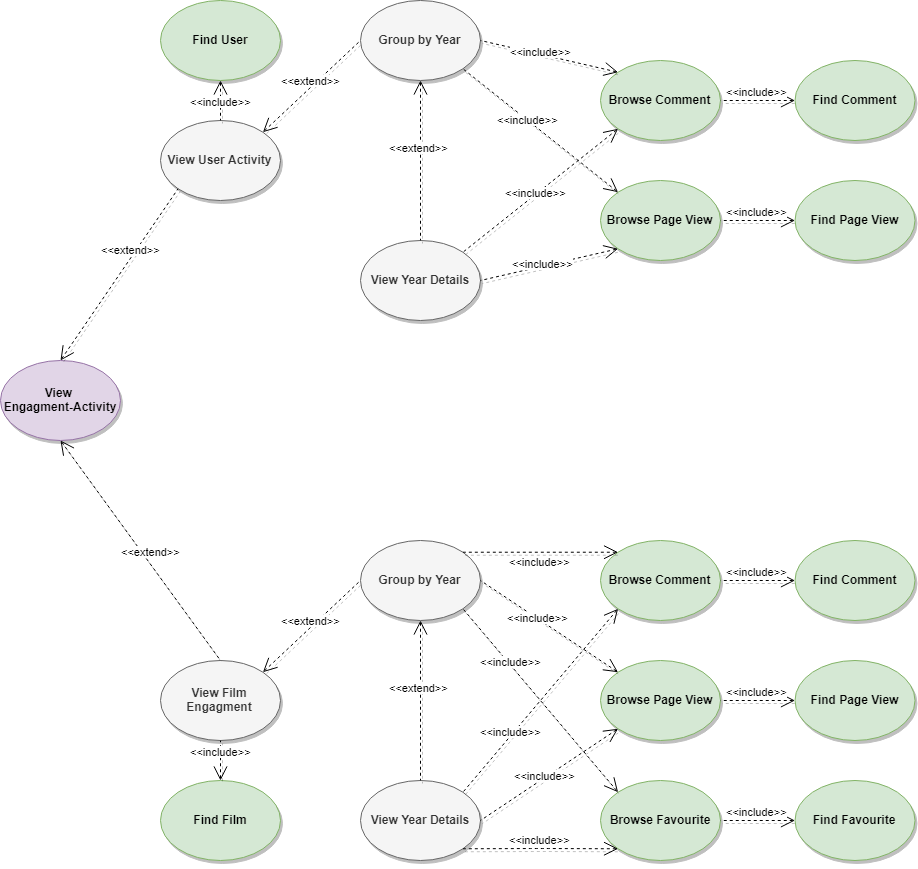 Find User
Group by Year
<<include>>
<<extend>>
Browse Comment
<<include>>
Find Comment
<<include>>
<<include>>
View User Activity
<<extend>>
<<include>>
Browse Page View
<<include>>
Find Page View
<<extend>>
<<include>>
View Year Details
View
Engagment-Activity
<<extend>>
Group by Year
<<include>>
Browse Comment
<<include>>
Find Comment
<<extend>>
<<include>>
<<include>>
View Film
Engagment
<<extend>>
Browse Page View
<<include>>
Find Page View
<<include>>
<<include>>
<<include>>
Find Film
View Year Details
<<include>>
Browse Favourite
<<include>>
Find Favourite